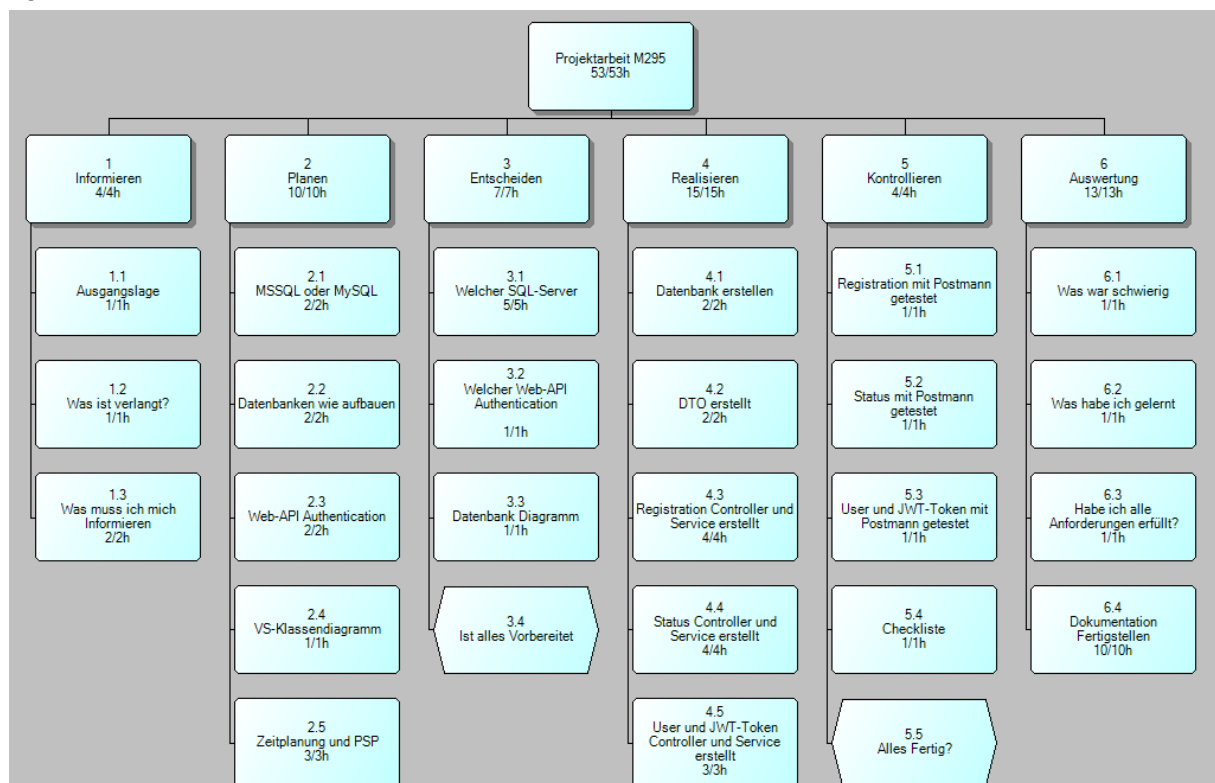 Projektarbeit M295
53/53h
1
Informieren
4/4h
1.1
Ausgangslage
1/1h
1.2
Was ist verlangt?
1/1h
1.3
Was muss ich mich
Informieren
2/2h
2
Planen
10/10h
2.1
MSSQL oder MySQL
2/2h
2.2
Datenbanken wie aufbauen
2/2h
2.3
Web-API Authentication
2/2h
2.4
VS-Klassendiagramm
1/1h
2.5
Zeitplanung und PSP
3/3h
3
Entscheiden
7/7h
3.1
Welcher SQL-Server
5/5h
3.2
Welcher Web-API
Authentication
1/1h
3.3
Datenbank Diagramm
1/1h
3.4
Ist alles Vorbereitet
4
Realisieren
15/15h
4.1
Datenbank erstellen
2/2h
4.2
DTO erstellt
2/2h
4.3
Registration Controller und
Service erstellt
4/4h
4.4
Status Controller und
Service erstellt
4/4h
4.5
User und JWT-Token
Controller und Service
erstellt
3/3h
5
Kontrollieren
4/4h
5.1
Registration mit Postmann
getestet
1/1h
5.2
Status mit Postmann
getestet
1/1h
5.3
User und JWT-Token mit
Postmann getestet
1/1h
5.4
Checkliste
1/1h
5.5
Alles Fertig?
6
Auswertung
13/13h
6.1
Was war schwierig
1/1h
6.2
Was habe ich gelernt
1/1h
6.3
Habe ich alle
Anforderungen erfüllt?
1/1h
6.4
Dokumentation
Fertigstellen
10/10h